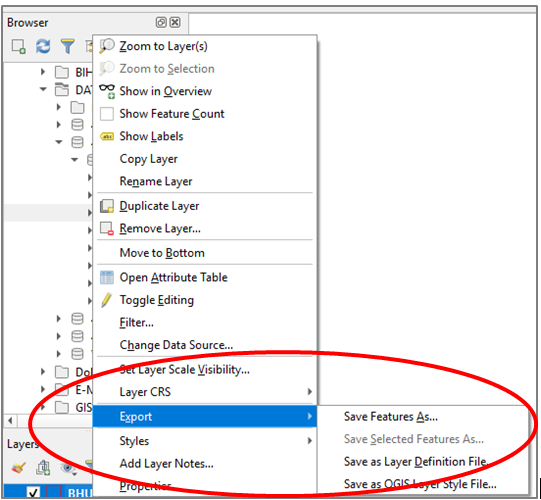 Browser
BIH
DAT
Zoom to Layer(s)
Zoom to Selection
Show in Overview
Show Feature Count
abc Show Labels
Copy Layer
Rename Layer
Duplicate Layer
Remove Layer...
Move to Bottom
Open Attribute Table
Toggle Editing
Filter...
Change Data Source...
Set Layer Scale Visibility...
Layer CRS
Export
Styles
Add Layer Notes...
Properties
Save Features As...
Save Selected Features As...
Save as Layer Definition File...
Save as QGIS Layer Style File...
E-M
GIS
Layers
BHU